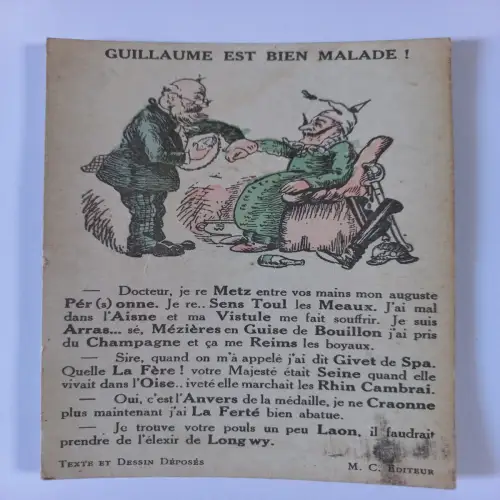 GUILLAUME EST BIEN MALADE !
— Docteur, je re Metz entre vos mains mon auguste
Pér(s)onne. Je re.. Sens Toul les Meaux. J'ai mal
dans l'Aisne et ma Vistule me fait souffrir. Je suis
Arras... sé, Mézières en Guise de Bouillon j'ai pris
du Champagne et ça me Reims les boyaux.
— Sire, quand on m'a appelé j'ai dit Givet de Spa.
Quelle La Fère ! votre Majesté était Seine quand elle
vivait dans l'Oise.. iveté elle marchait les Rhin Cambrai.
— Oui, c'est l'Anvers de la médaille, je ne Craonne
plus maintenant j'ai La Ferté bien abatue.
— Je trouve votre pouls un peu Laon, il faudrait
prendre de l'élexir de Longwy.
TEXTE ET DESSIN DÉPOSÉS M. C. EDITEUR